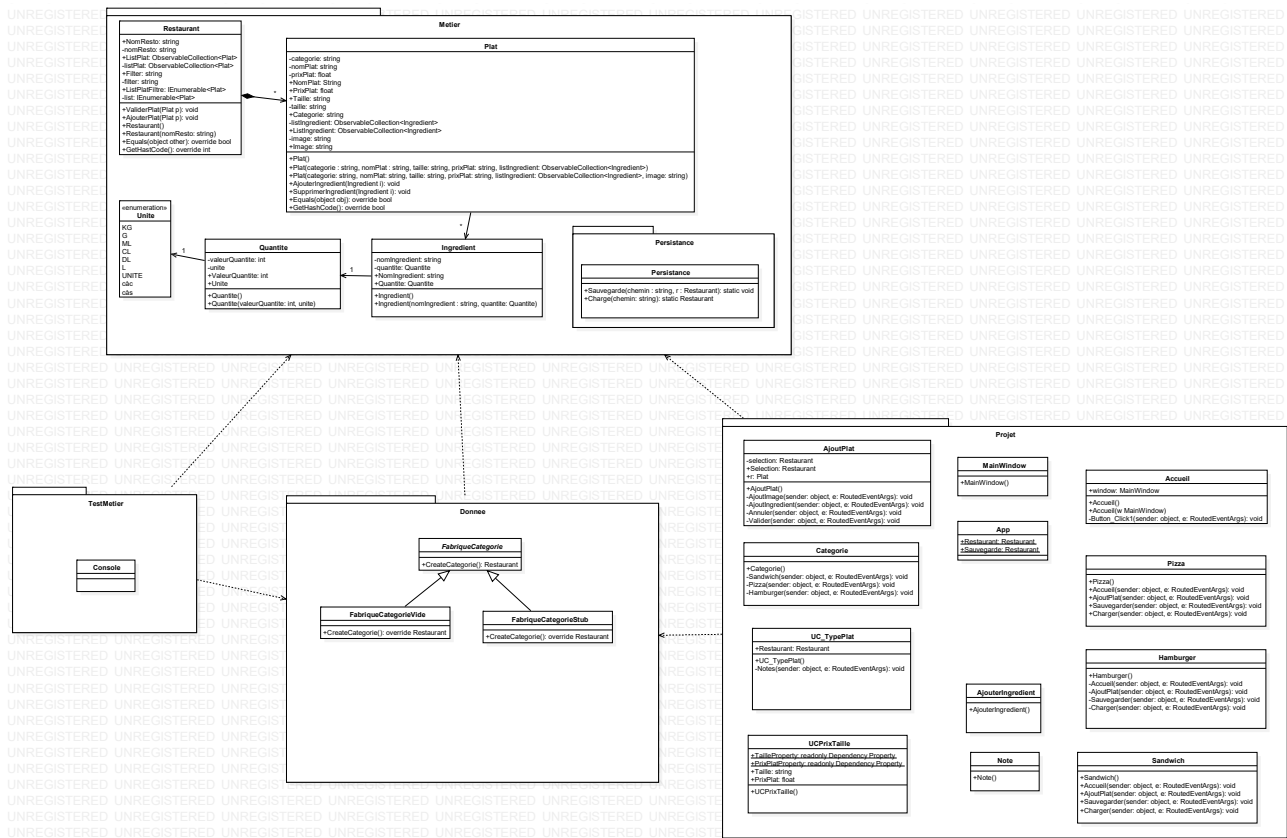 Metier
Restaurant
+NomResto: string
-nomResto: string
+ListPlat: ObservableCollection<Plat>
-listPlat: ObservableCollection<Plat>
+Filter: string
-filter: string
+ListPlatFiltre: IEnumerable<Plat>
-list: IEnumerable<Plat>
+ValiderPlat(Plat p): void
+AjouterPlat(Plat p): void
+Restaurant()
+Restaurant(nomResto: string)
+Equals(object other): override bool
+GetHastCode(): override int
*
Plat
-categorie: string
-nomPlat: string
-prixPlat: float
+NomPlat: String
+PrixPlat: float
+Taille: string
-taille: string
+Categorie: string
-listIngredient: ObservableCollection<Ingredient>
+ListIngredient: ObservableCollection<Ingredient>
-image: string
+Image: string
+Plat()
+Plat(categorie : string, nomPlat : string, taille: string, prixPlat: string, listIngredient: ObservableCollection<Ingredient>)
+Plat(categorie: string, nomPlat: string, taille: string, prixPlat: string, listIngredient: ObservableCollection<Ingredient>, image: string)
+AjouterIngredient(Ingredient i): void
+SupprimerIngredient(Ingredient i): void
+Equals(object obj): override bool
+GetHashCode(): override bool
*
«enumeration»
Unite
KG
G
ML
CL
DL
L
UNITE
càc
càs
1
Quantite
-valeurQuantite: int
-unite
+ValeurQuantite: int
+Unite
+Quantite()
+Quantite(valeurQuantite: int, unite)
1
Ingredient
-nomIngredient: string
-quantite: Quantite
+NomIngredient: string
+Quantite: Quantite
+Ingredient()
+Ingredient(nomIngredient : string, quantite: Quantite)
Persistance
Persistance
+Sauvegarde(chemin : string, r : Restaurant): static void
+Charge(chemin: string): static Restaurant
TestMetier
Console
Donnee
FabriqueCategorie
+CreateCategorie(): Restaurant
FabriqueCategorieVide
+CreateCategorie(): override Restaurant
FabriqueCategorieStub
+CreateCategorie(): override Restaurant
Projet
AjoutPlat
-selection: Restaurant
+Selection: Restaurant
+r: Plat
+AjoutPlat()
-AjoutImage(sender: object, e: RoutedEventArgs): void
-AjoutIngredient(sender: object, e: RoutedEventArgs): void
-Annuler(sender: object, e: RoutedEventArgs): void
-Valider(sender: object, e: RoutedEventArgs): void
Categorie
+Categorie()
-Sandwich(sender: object, e: RoutedEventArgs): void
-Pizza(sender: object, e: RoutedEventArgs): void
-Hamburger(sender: object, e: RoutedEventArgs): void
UC_TypePlat
+Restaurant: Restaurant
+UC_TypePlat()
-Notes(sender: object, e: RoutedEventArgs): void
UCPrixTaille
+TailleProperty: readonly Dependency Property
+PrixPlatProperty: readonly Dependency Property
+Taille: string
+PrixPlat: float
+UCPrixTaille()
MainWindow
+MainWindow()
App
+Restaurant: Restaurant
+Sauvegarde: Restaurant
AjouterIngredient
+AjouterIngredient()
Note
+Note()
Accueil
+window: MainWindow
+Accueil()
+Accueil(w MainWindow)
-Button_Click1(sender: object, e: RoutedEventArgs): void
Pizza
+Pizza()
+Accueil(sender: object, e: RoutedEventArgs): void
+AjoutPlat(sender: object, e: RoutedEventArgs): void
+Sauvegarder(sender: object, e: RoutedEventArgs): void
+Charger(sender: object, e: RoutedEventArgs): void
Hamburger
+Hamburger()
-Accueil(sender: object, e: RoutedEventArgs): void
-AjoutPlat(sender: object, e: RoutedEventArgs): void
-Sauvegarder(sender: object, e: RoutedEventArgs): void
-Charger(sender: object, e: RoutedEventArgs): void
Sandwich
+Sandwich()
+Accueil(sender: object, e: RoutedEventArgs): void
+AjoutPlat(sender: object, e: RoutedEventArgs): void
+Sauvegarder(sender: object, e: RoutedEventArgs): void
+Charger(sender: object, e: RoutedEventArgs): void